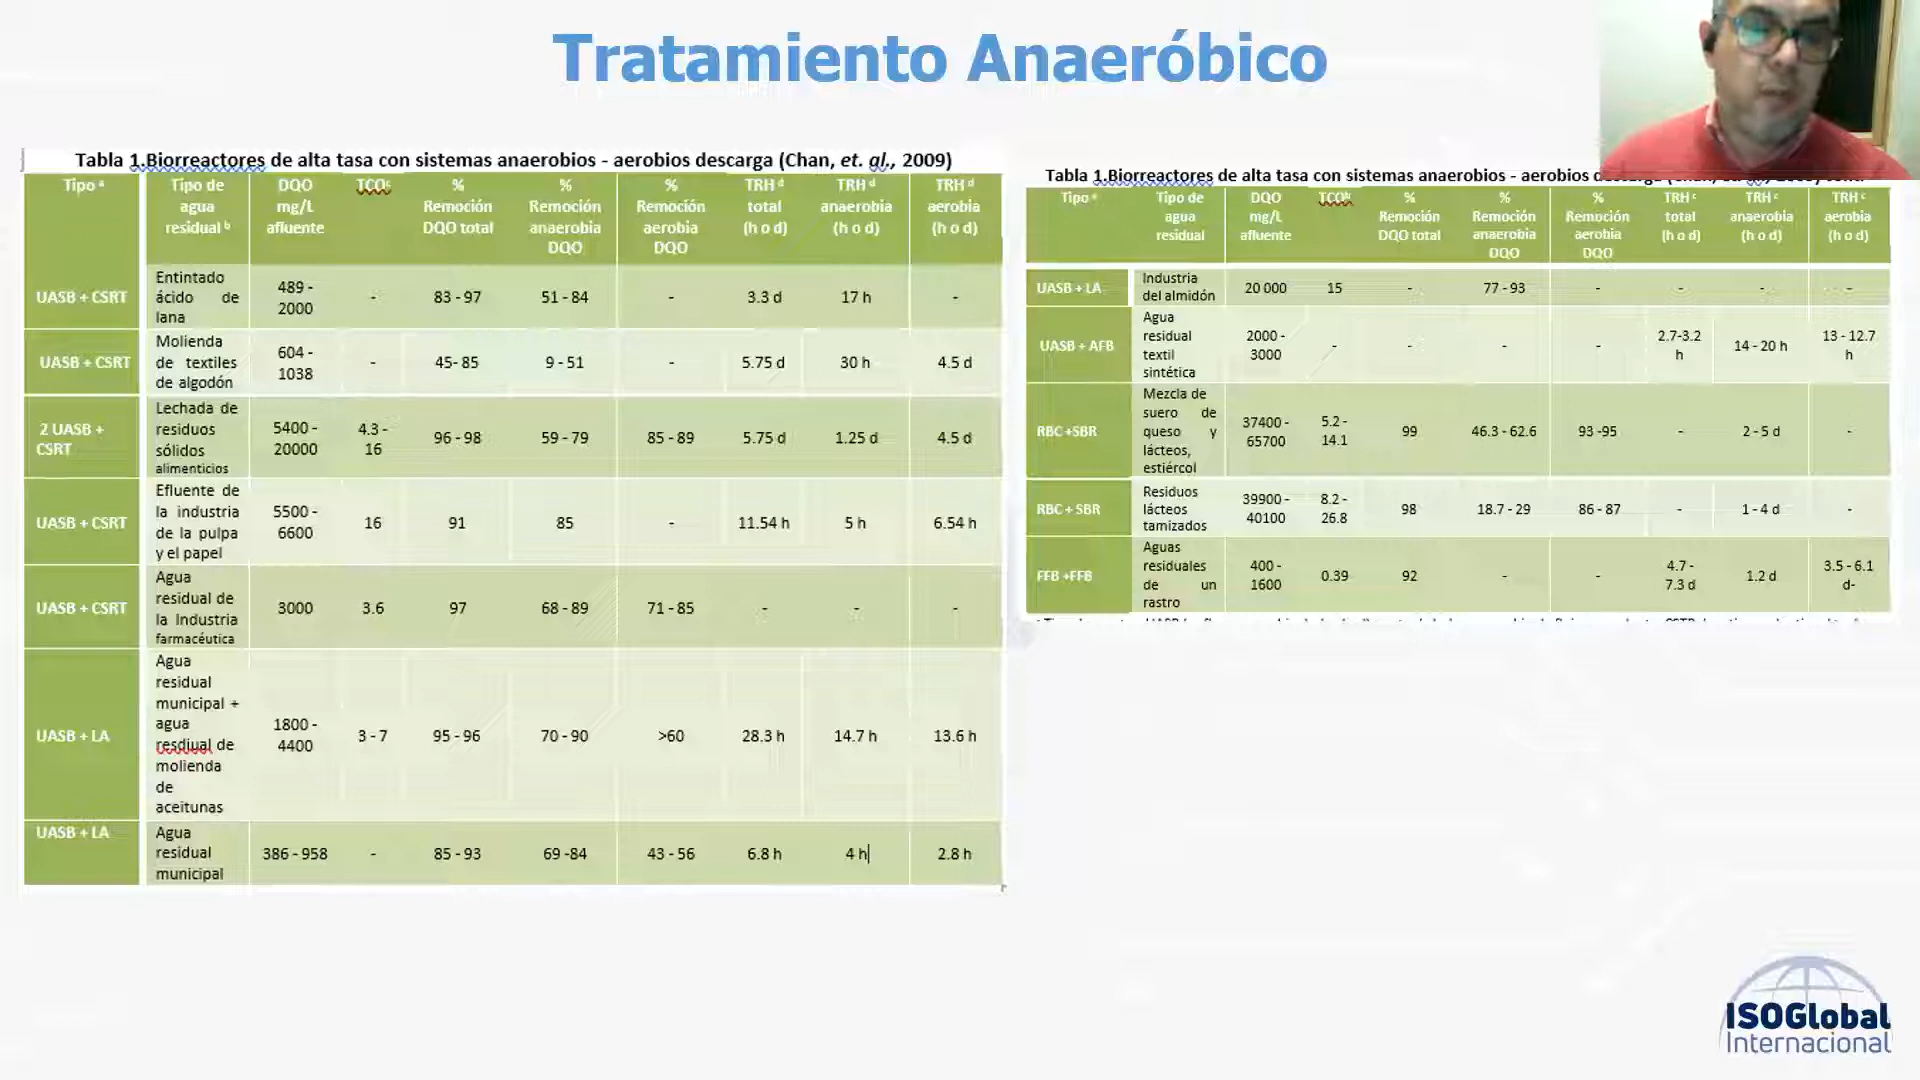 Tratamiento Anaeróbico
Tabla 1.Biorreactores de alta tasa con sistemas anaerobios - aerobios descarga (Chan, et. al., 2009)
Tipo a
Tipo de
agua
residual b
DQO
mg/L
afluente
TCOc
%
Remoción
DQO total
%
Remoción
anaerobia
DQO
%
Remoción
aerobia
DQO
TRH d
total
(h o d)
TRH d
anaerobia
(h o d)
TRH d
aerobia
(h o d)
UASB + CSRT
Entintado
ácido de
lana
489 -
2000
-
83 - 97
51 - 84
-
3.3 d
17 h
-
UASB + CSRT
Molienda
de textiles
de algodón
604 -
1038
-
45- 85
9 - 51
-
5.75 d
30 h
4.5 d
2 UASB +
CSRT
Lechada de
residuos
sólidos
alimenticios
5400 -
20000
4.3 -
16
96 - 98
59 - 79
85 - 89
5.75 d
1.25 d
4.5 d
UASB + CSRT
Efluente de
la industria
de la pulpa
y el papel
5500 -
6600
16
91
85
-
11.54 h
5 h
6.54 h
UASB + CSRT
Agua
residual de
la Industria
farmacéutica
3000
3.6
97
68 - 89
71 - 85
-
-
-
UASB + LA
Agua
residual
municipal +
agua
resdiual de
molienda
de
aceitunas
1800 -
4400
3 - 7
95 - 96
70 - 90
>60
28.3 h
14.7 h
13.6 h
UASB + LA
Agua
residual
municipal
386 - 958
-
85 - 93
69 -84
43 - 56
6.8 h
4 h
2.8 h
Tabla 1.Biorreactores de alta tasa con sistemas anaerobios - aerobios
Tipo a
Tipo de
agua
residual
DQO
mg/L
afluente
TCOb
%
Remoción
DQO total
%
Remoción
anaerobia
DQO
%
Remoción
aerobia
DQO
TRH c
total
(h o d)
TRH c
anaerobia
(h o d)
TRH c
aerobia
(h o d)
UASB + LA
Industria
del almidón
20 000
15
-
77 - 93
-
-
-
-
UASB + AFB
Agua
residual
textil
sintética
2000 -
3000
-
-
-
-
2.7-3.2
h
14 - 20 h
13 - 12.7
h
RBC +SBR
Mezcla de
suero de
queso y
lácteos,
estiércol
37400 -
65700
5.2 -
14.1
99
46.3 - 62.6
93 -95
-
2 - 5 d
-
RBC + SBR
Residuos
lácteos
tamizados
39900 -
40100
8.2 -
26.8
98
18.7 - 29
86 - 87
-
1 - 4 d
-
FFB +FFB
Aguas
residuales
de un
rastro
400 -
1600
0.39
92
-
-
4.7 -
7.3 d
1.2 d
3.5 - 6.1
d-
ISOGlobal
Internacional